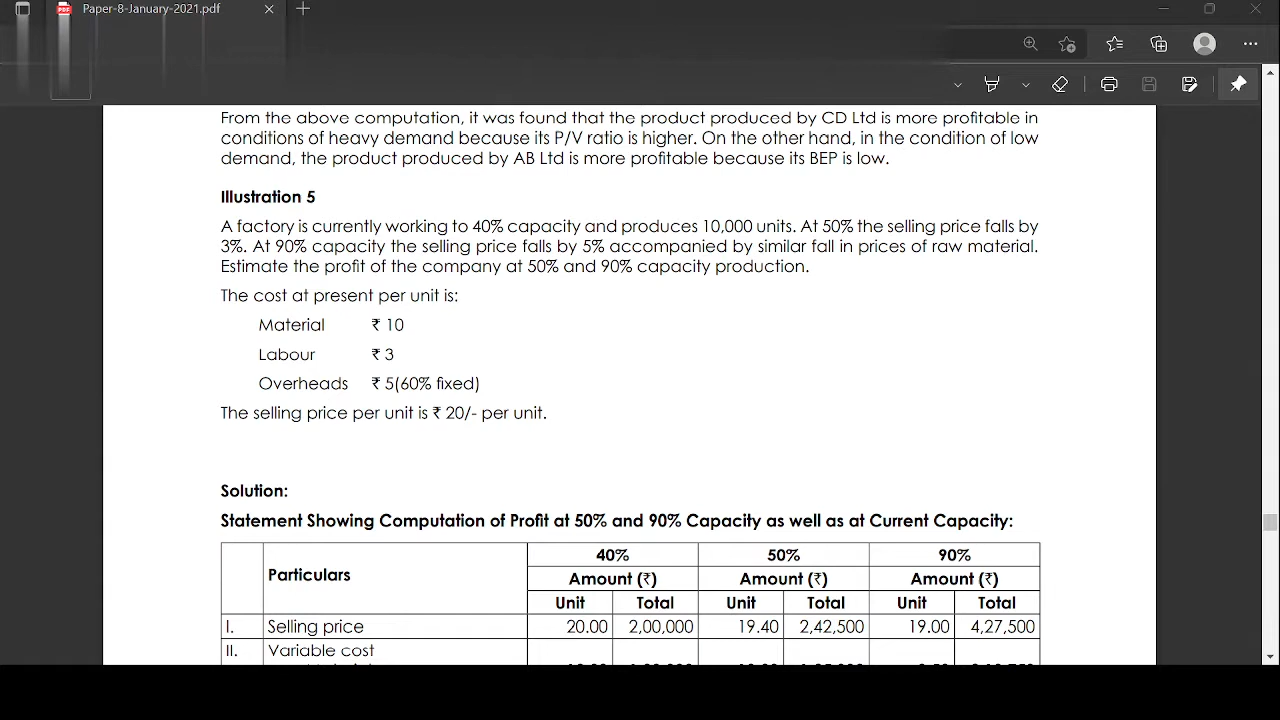 Paper-8-January-2021.pdf
From the above computation, it was found that the product produced by CD Ltd is more profitable in
conditions of heavy demand because its P/V ratio is higher. On the other hand, in the condition of low
demand, the product produced by AB Ltd is more profitable because its BEP is low.
Illustration 5
A factory is currently working to 40% capacity and produces 10,000 units. At 50% the selling price falls by
3%. At 90% capacity the selling price falls by 5% accompanied by similar fall in prices of raw material.
Estimate the profit of the company at 50% and 90% capacity production.
The cost at present per unit is:
Material ₹ 10
Labour ₹ 3
Overheads ₹ 5(60% fixed)
The selling price per unit is ₹ 20/- per unit.
Solution:
Statement Showing Computation of Profit at 50% and 90% Capacity as well as at Current Capacity:
Particulars 40% 50% 90%
Amount (₹) Amount (₹) Amount (₹)
Unit Total Unit Total Unit Total
I. Selling price 20.00 2,00,000 19.40 2,42,500 19.00 4,27,500
II. Variable cost